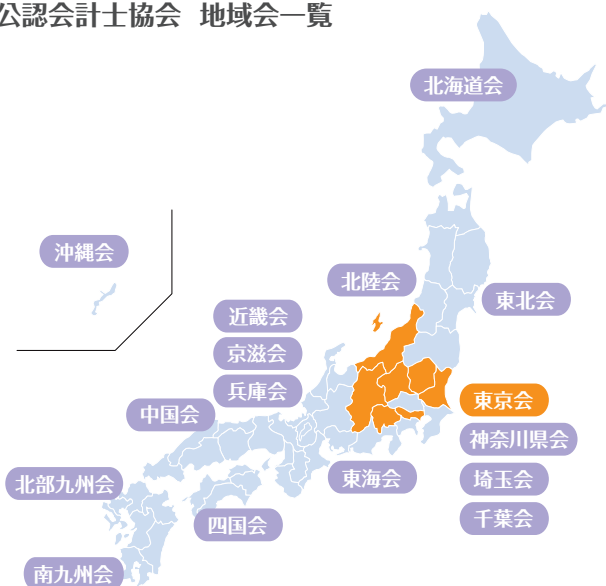 公認会計士協会 地域会一覧
北海道会
沖縄会
北陸会
東北会
近畿会
京滋会
兵庫会
東京会
中国会
神奈川県会
東海会
埼玉会
北部九州会
千葉会
四国会
南九州会